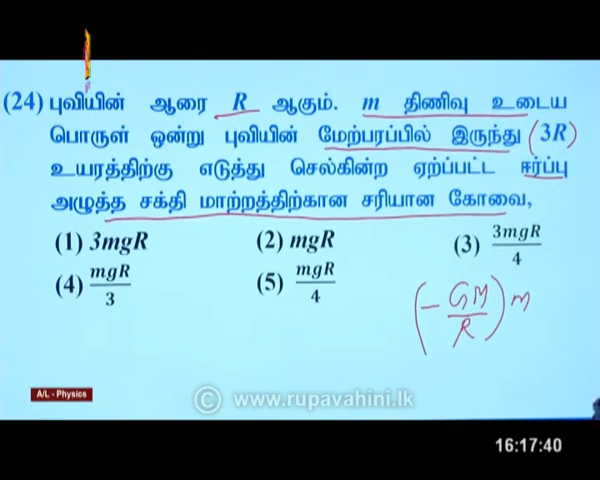 (24) புவியின் ஆரை R ஆகும். m திணிவு உடைய
பொருள் ஒன்று புவியின் மேற்பரப்பில் இருந்து (3R)
உயரத்திற்கு எடுத்து செல்கின்ற ஏற்ப்பட்ட ஈர்ப்பு
அழுத்த சக்தி மாற்றத்திற்கான சரியான கோவை,
(1) 3mgR (2) mgR (3) 3mgR/4
(4) mgR/3 (5) mgR/4
(- GM/R) m
A/L - Physics
© www.rupavahini.lk
16:17:40